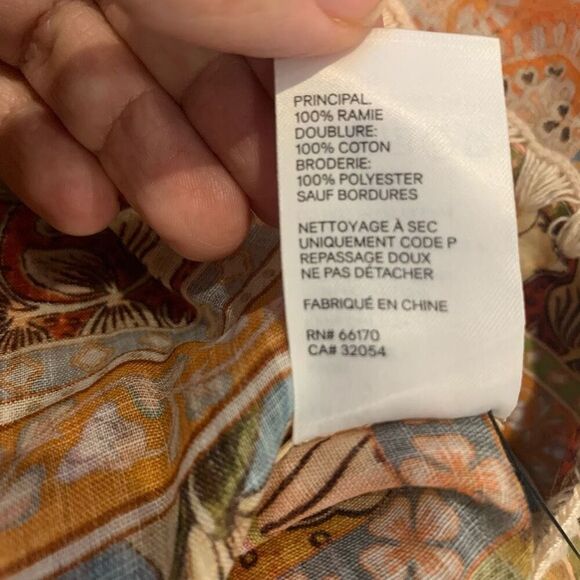 PRINCIPAL.
100% RAMIE
DOUBLURE:
100% COTON
BRODERIE:
100% POLYESTER
SAUF BORDURES
NETTOYAGE À SEC
UNIQUEMENT CODE P
REPASSAGE DOUX
NE PAS DÉTACHER
FABRIQUÉ EN CHINE
RN# 66170
CA# 32054